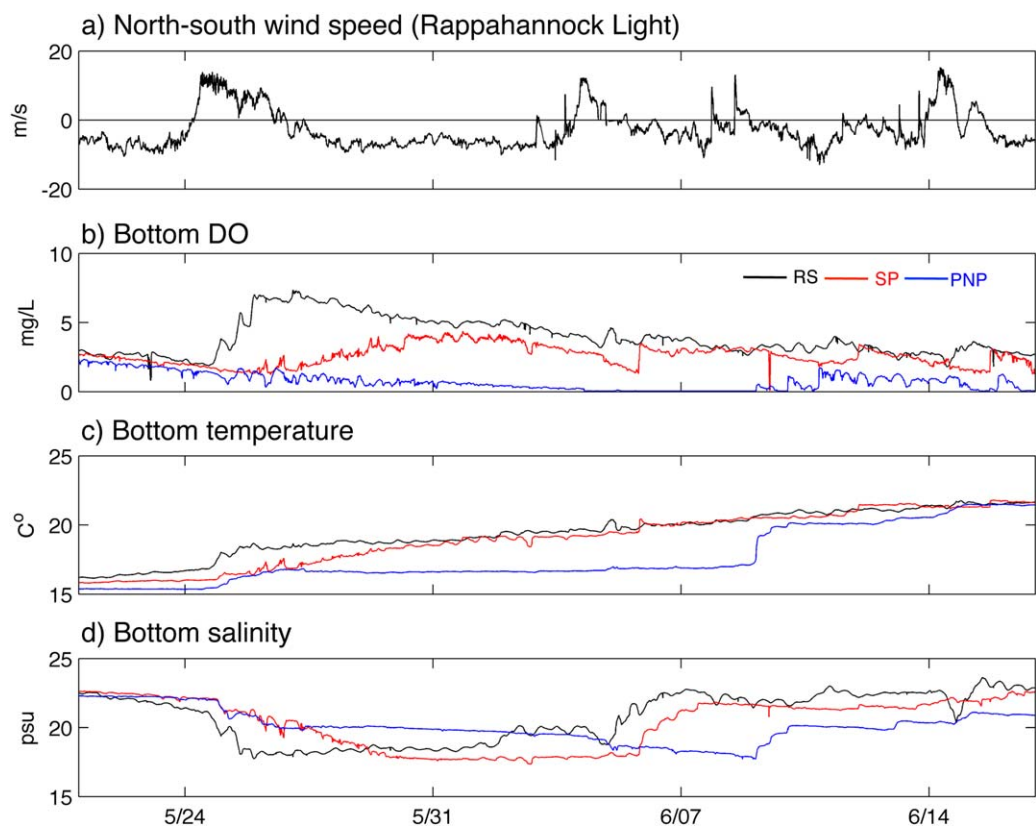 a) North-south wind speed (Rappahannock Light)
20
0
-20
m/s
b) Bottom DO
10
5
0
mg/L
RS SP PNP
c) Bottom temperature
25
20
15
C°
d) Bottom salinity
25
20
15
psu
5/24 5/31 6/07 6/14